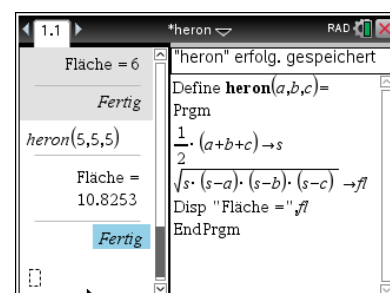 1.1
*heron
RAD
Fläche = 6
Fertig
heron(5,5,5)
Fläche =
10.8253
Fertig
"heron" erfolg. gespeichert
Define heron(a,b,c)=
Prgm
1/2·(a+b+c)→s
√(s·(s-a)·(s-b)·(s-c))→fl
Disp "Fläche =",fl
EndPrgm